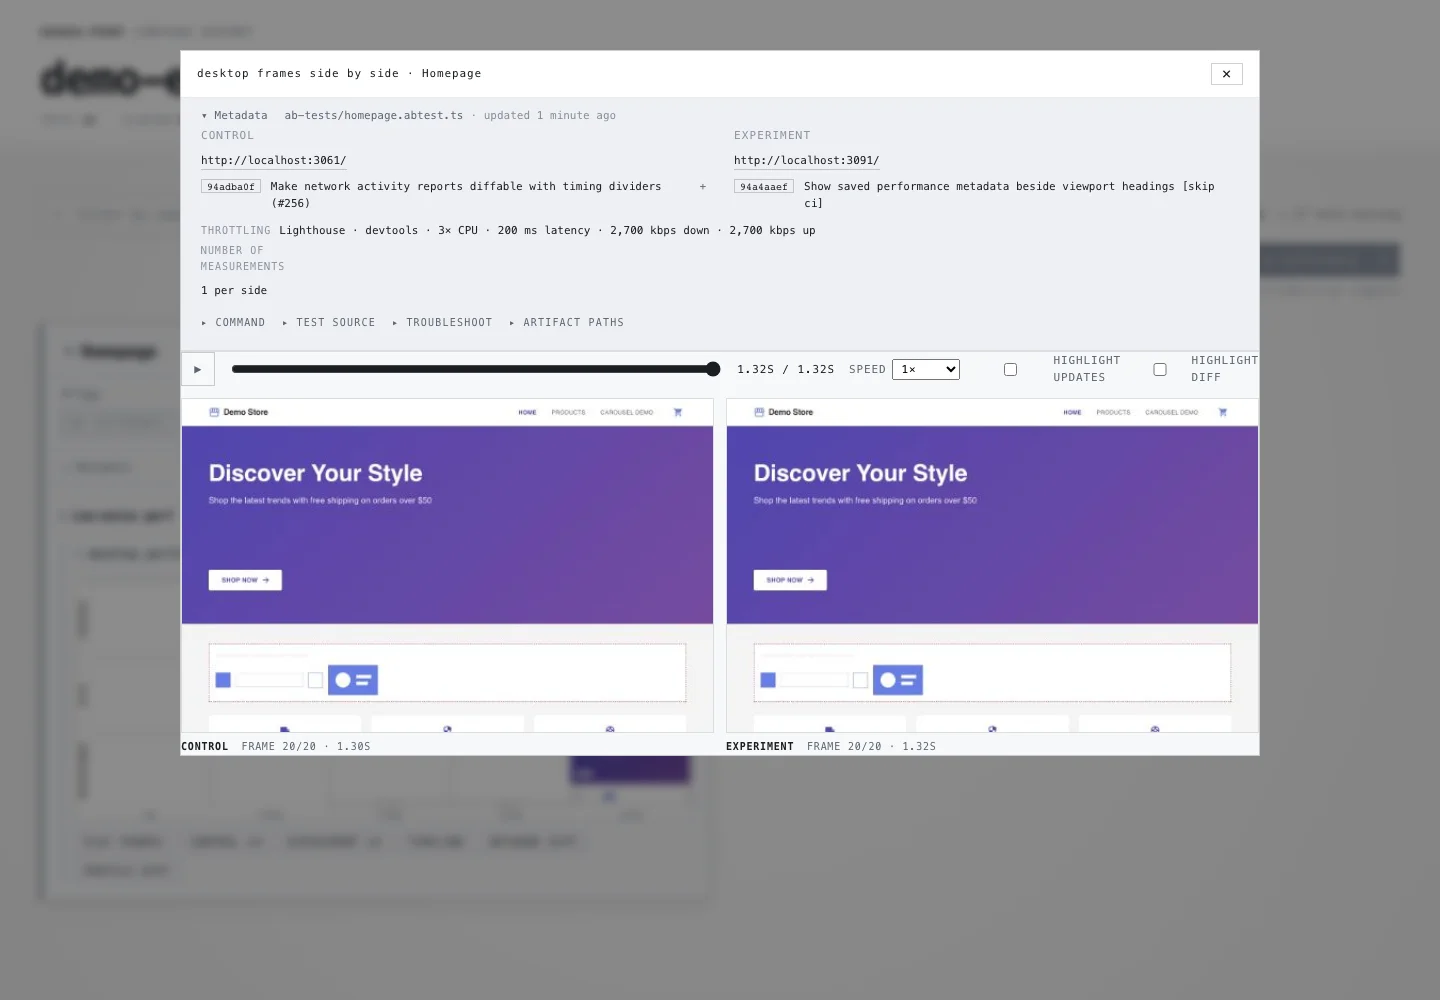 desktop frames side by side · Homepage
×
▾ Metadata ab-tests/homepage.abtest.ts · updated 1 minute ago
CONTROL
http://localhost:3061/
94adba0f Make network activity reports diffable with timing dividers
(#256)
+
EXPERIMENT
http://localhost:3091/
94a4aaef Show saved performance metadata beside viewport headings [skip
ci]
THROTTLING Lighthouse · devtools · 3× CPU · 200 ms latency · 2,700 kbps down · 2,700 kbps up
NUMBER OF
MEASUREMENTS
1 per side
▸ COMMAND ▸ TEST SOURCE ▸ TROUBLESHOOT ▸ ARTIFACT PATHS
1.32S / 1.32S SPEED 1× HIGHLIGHT UPDATES HIGHLIGHT DIFF
Demo Store HOME PRODUCTS CAROUSEL DEMO
Discover Your Style
Shop the latest trends with free shipping on orders over $50
SHOP NOW →
CONTROL FRAME 20/20 · 1.30S
Demo Store HOME PRODUCTS CAROUSEL DEMO
Discover Your Style
Shop the latest trends with free shipping on orders over $50
SHOP NOW →
EXPERIMENT FRAME 20/20 · 1.32S